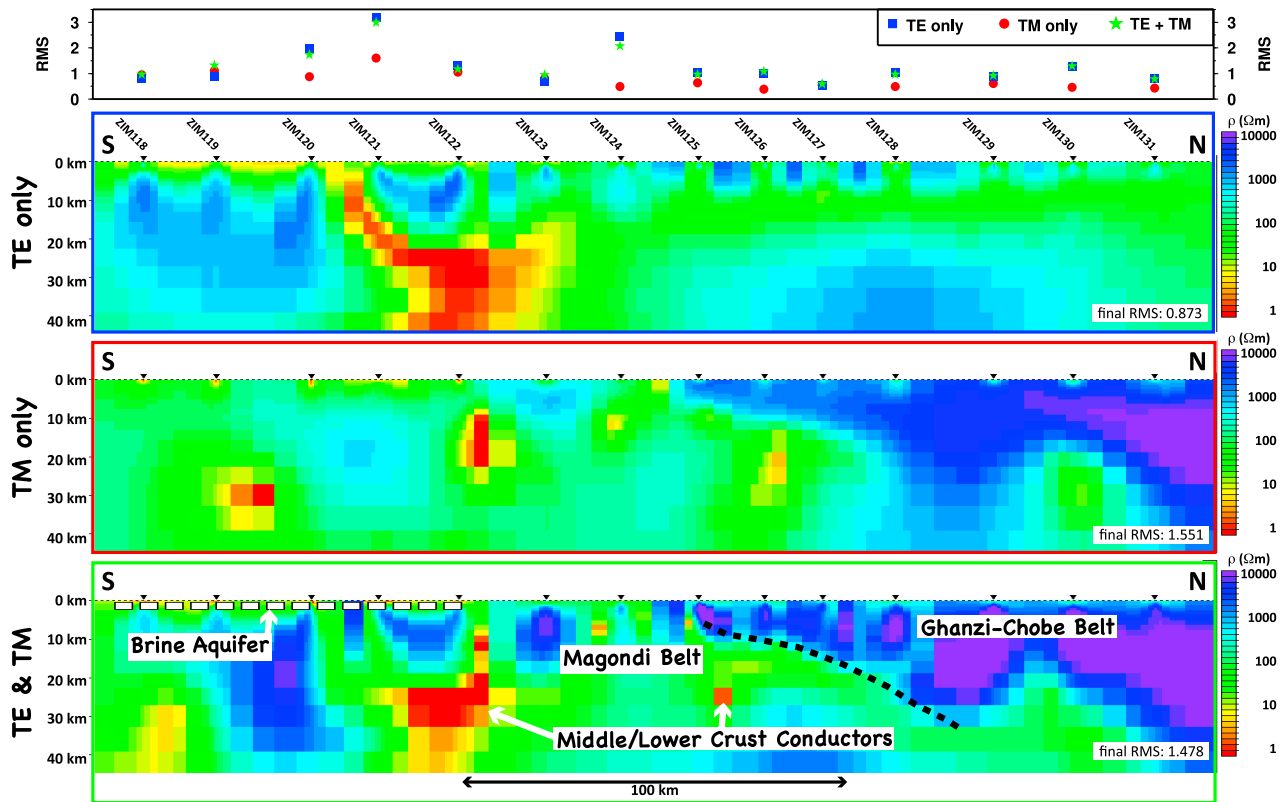 TE only TM only TE + TM
RMS
3
2
1
0
3
2
1
0
RMS
ZIM118 ZIM119 ZIM120 ZIM121 ZIM122 ZIM123 ZIM124 ZIM125 ZIM126 ZIM127 ZIM128 ZIM129 ZIM130 ZIM131
S N
TE only
0 km
10 km
20 km
30 km
40 km
final RMS: 0.873
ρ (Ωm)
10000
1000
100
10
1
S N
TM only
0 km
10 km
20 km
30 km
40 km
final RMS: 1.551
ρ (Ωm)
10000
1000
100
10
1
S N
TE & TM
0 km
10 km
20 km
30 km
40 km
Brine Aquifer
Magondi Belt
Ghanzi-Chobe Belt
Middle/Lower Crust Conductors
final RMS: 1.478
ρ (Ωm)
10000
1000
100
10
1
100 km